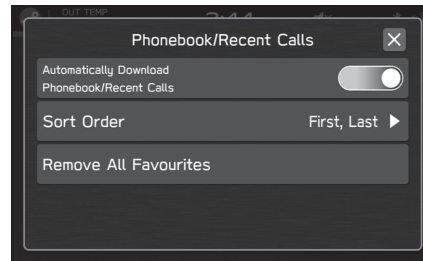 OUT TEMP
Phonebook/Recent Calls
Automatically Download
Phonebook/Recent Calls
Sort Order First, Last
Remove All Favourites